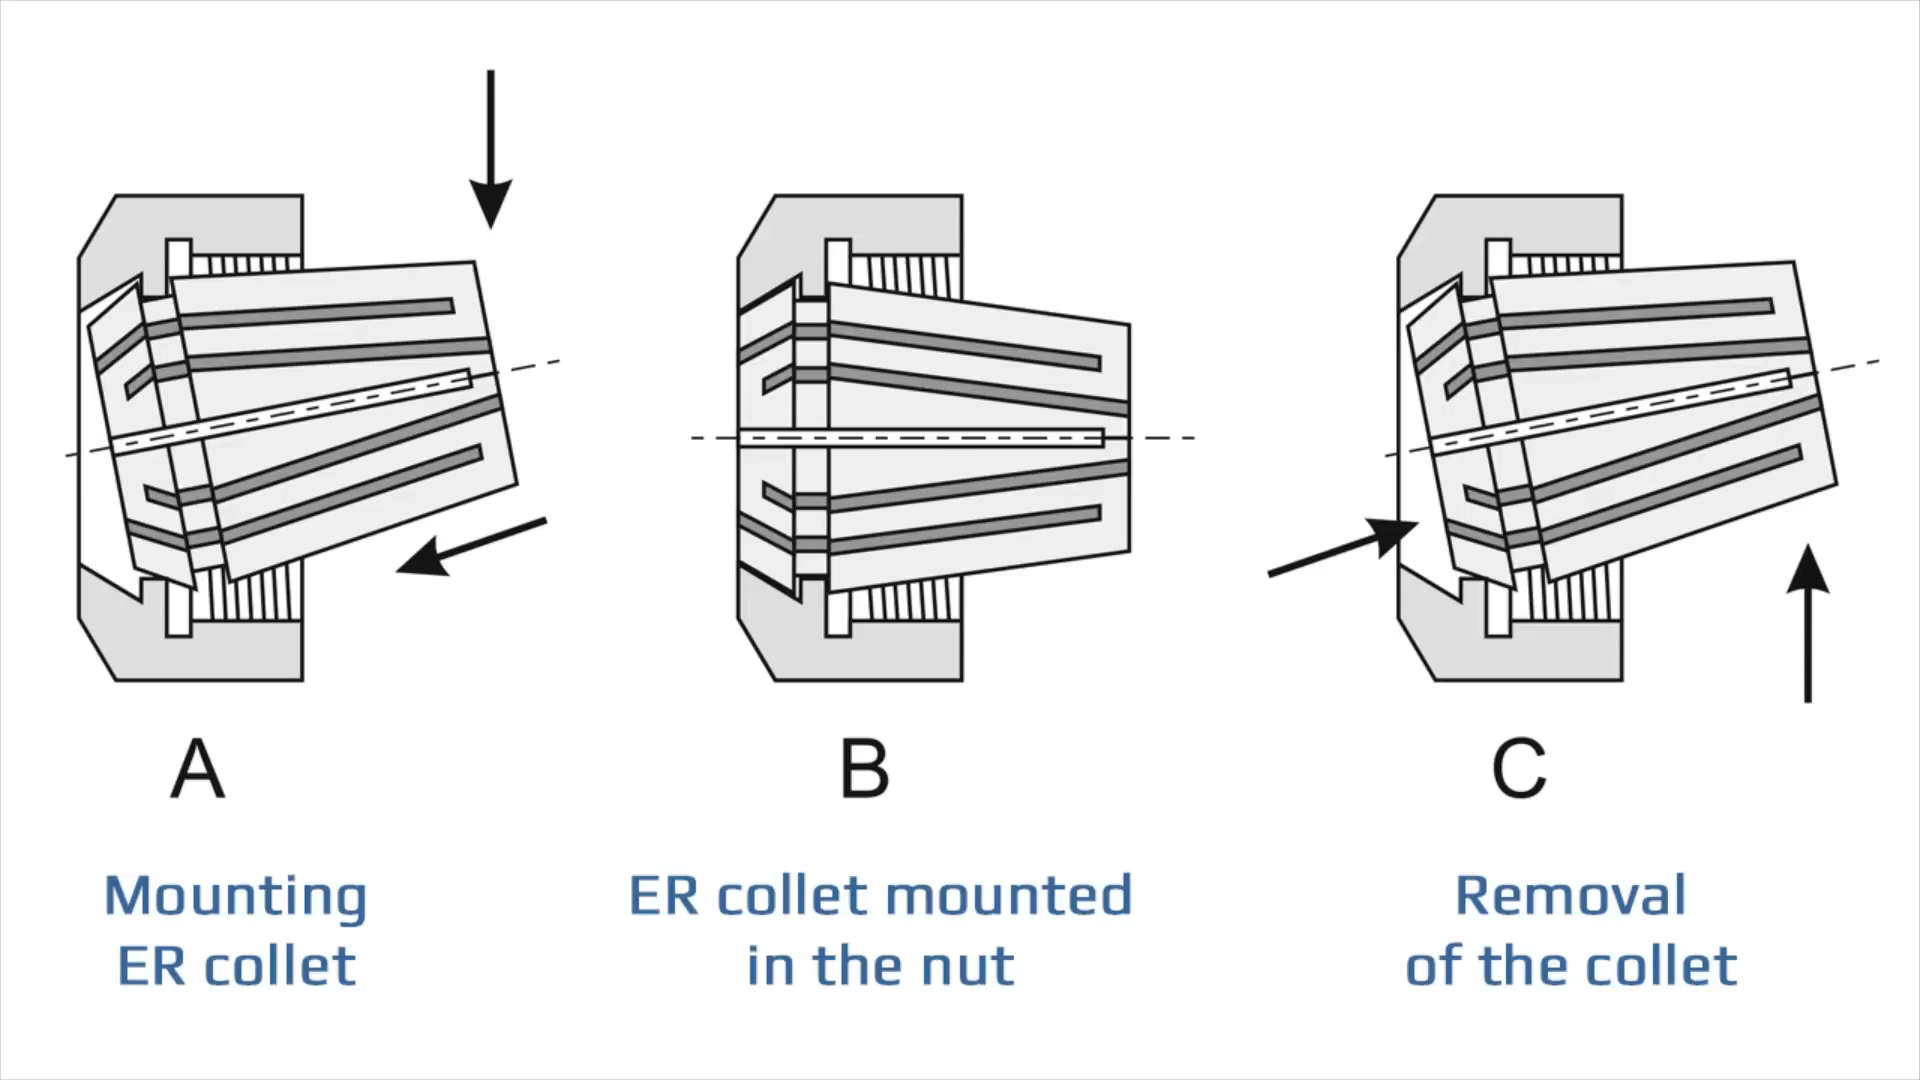 A
B
C
Mounting
ER collet
ER collet mounted
in the nut
Removal
of the collet